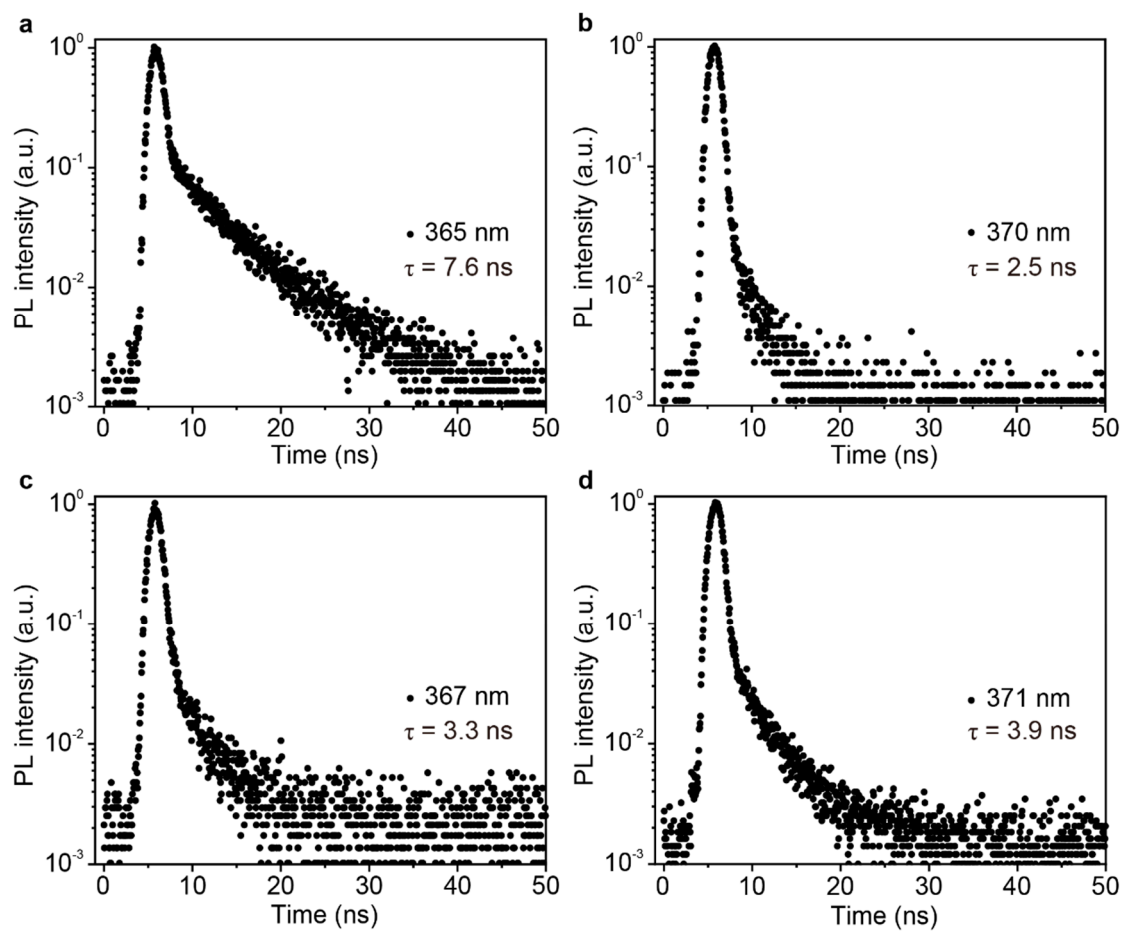 a
10⁰
10⁻¹
10⁻²
10⁻³
PL intensity (a.u.)
• 365 nm
τ = 7.6 ns
0 10 20 30 40 50
Time (ns)
b
10⁰
10⁻¹
10⁻²
10⁻³
PL intensity (a.u.)
• 370 nm
τ = 2.5 ns
0 10 20 30 40 50
Time (ns)
c
10⁰
10⁻¹
10⁻²
10⁻³
PL intensity (a.u.)
• 367 nm
τ = 3.3 ns
0 10 20 30 40 50
Time (ns)
d
10⁰
10⁻¹
10⁻²
10⁻³
PL intensity (a.u.)
• 371 nm
τ = 3.9 ns
0 10 20 30 40 50
Time (ns)